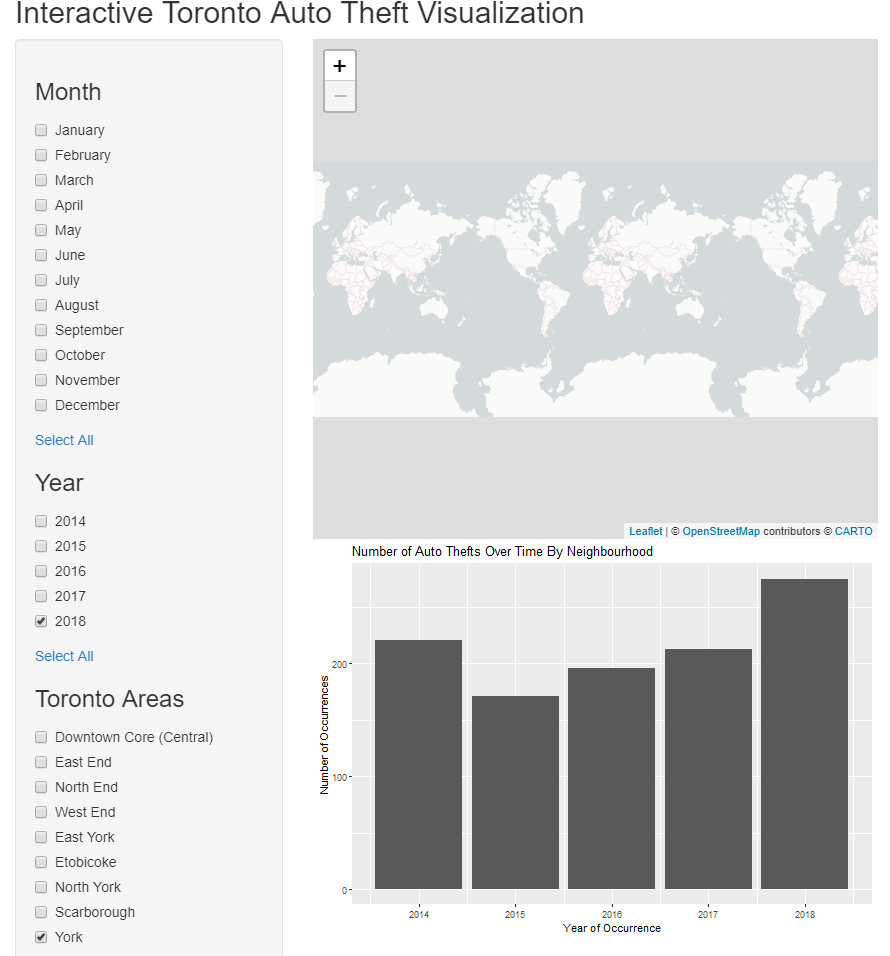 Interactive Toronto Auto Theft Visualization
Month
January
February
March
April
May
June
July
August
September
October
November
December
Select All
Year
2014
2015
2016
2017
2018
Select All
Toronto Areas
Downtown Core (Central)
East End
North End
West End
East York
Etobicoke
North York
Scarborough
York
+
−
Leaflet | © OpenStreetMap contributors © CARTO
Number of Auto Thefts Over Time By Neighbourhood
Number of Occurrences
200
100
0
2014 2015 2016 2017 2018
Year of Occurrence